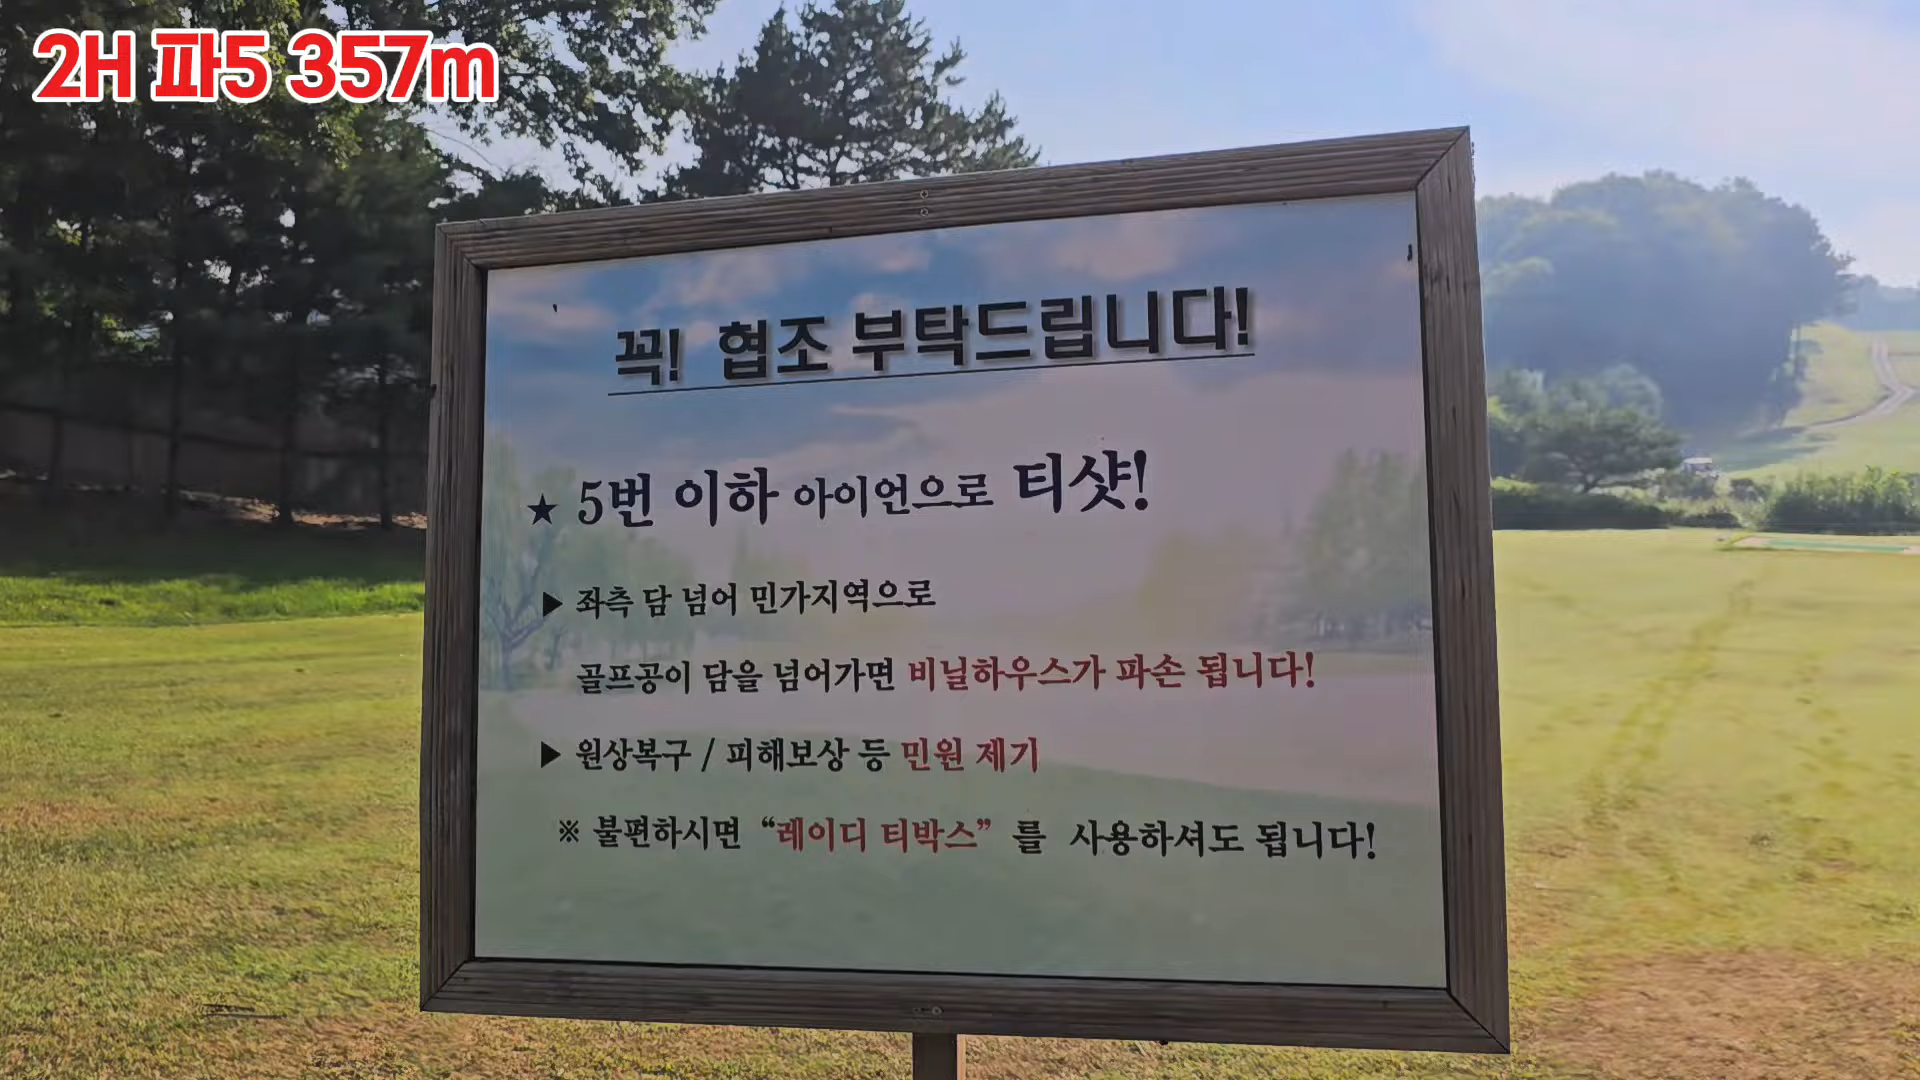 2H 파5 357m
꼭! 협조 부탁드립니다!
★ 5번 이하 아이언으로 티샷!
▶ 좌측 담 넘어 민가지역으로
골프공이 담을 넘어가면 비닐하우스가 파손 됩니다!
▶ 원상복구 / 피해보상 등 민원 제기
※ 불편하시면 “레이디 티박스” 를 사용하셔도 됩니다!